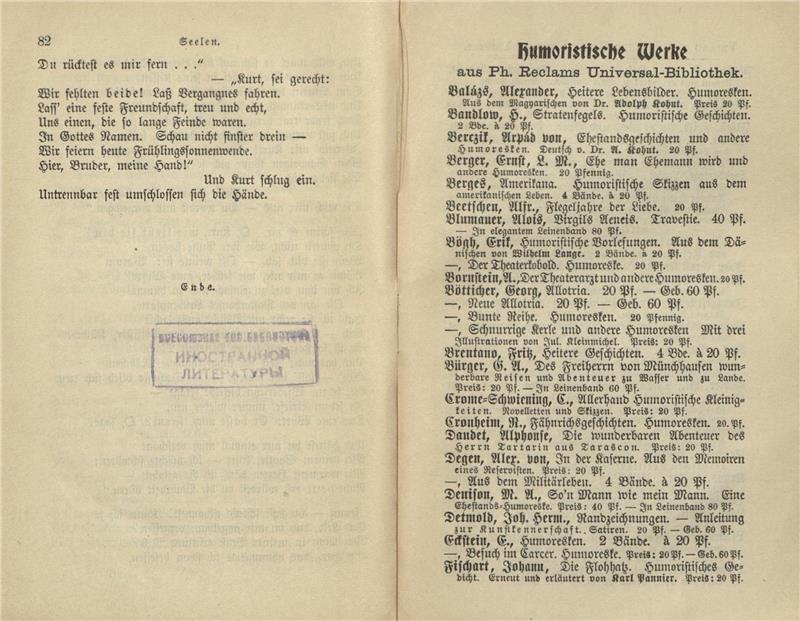 82
Seelen.
Du rücktest es mir fern . . .“
— „Kurt, sei gerecht:
Wir fehlten beide! Laß Vergangnes fahren.
Lass' eine feste Freundschaft, treu und echt,
Uns einen, die so lange Feinde waren.
In Gottes Namen. Schau nicht finster drein —
Wir feiern heute Frühlingssonnenwende.
Hier, Bruder, meine Hand!“
Und Kurt schlug ein.
Untrennbar fest umschlossen sich die Hände.
Ende.
ВСЕСОЮЗНАЯ ГОС. БИБЛИОТЕКА
ИНОСТРАННОЙ
ЛИТЕРАТУРЫ
Humoristische Werke
aus Ph. Reclams Universal-Bibliothek.
Balázs, Alexander, Heitere Lebensbilder. Humoresken.
Aus dem Magyarischen von Dr. Adolph Kohut. Preis 20 Pf.
Bandlow, H., Stratenfegels. Humoristische Geschichten.
2 Bde. à 20 Pf.
Berczik, Arpád von, Ehestandsgeschichten und andere
Humoresken. Deutsch v. Dr. A. Kohut. 20 Pf.
Berger, Ernst, L. M., Ehe man Ehemann wird und
andere Humoresken. 20 Pfennig.
Berges, Amerikana. Humoristische Skizzen aus dem
amerikanischen Leben. 4 Bände. à 20 Pf.
Bertschen, Alfr., Flegeljahre der Liebe. 20 Pf.
Blumauer, Alois, Virgils Aeneis. Travestie. 40 Pf.
— In elegantem Leinenband 80 Pf.
Bögh, Erik, Humoristische Vorlesungen. Aus dem Dä-
nischen von Wilhelm Lange. 2 Bände. à 20 Pf.
—, Der Theaterkobold. Humoreske. 20 Pf.
Bornstein, A., Der Theaterarzt und andere Humoresken. 20 Pf.
Bötticher, Georg, Allotria. 20 Pf. — Geb. 60 Pf.
—, Neue Allotria. 20 Pf. — Geb. 60 Pf.
—, Bunte Reihe. Humoresken. 20 Pfennig.
—, Schnurrige Kerle und andere Humoresken Mit drei
Illustrationen von Jul. Kleinmichel. Preis: 20 Pf.
Brentano, Fritz, Heitere Geschichten. 4 Bde. à 20 Pf.
Bürger, G. A., Des Freiherrn von Münchhausen wun-
derbare Reisen und Abenteuer zu Wasser und zu Lande.
Preis: 20 Pf. — In Leinenband 60 Pf.
Crome-Schwiening, C., Allerhand Humoristische Kleinig-
keiten. Novelletten und Skizzen. Preis: 20 Pf.
Cronheim, R., Fähnrichsgeschichten. Humoresken. 20. Pf.
Daudet, Alphonse, Die wunderbaren Abenteuer des
Herrn Tartarin aus Tarascon. Preis: 20 Pf.
Degen, Alex. von, In der Kaserne. Aus den Memoiren
eines Reservisten. Preis: 20 Pf.
—, Aus dem Militärleben. 4 Bände. à 20 Pf.
Denison, M. A., So'n Mann wie mein Mann. Eine
Ehestands-Humoreske. Preis: 40 Pf. — In Leinenband 80 Pf.
Detmold, Joh. Herm., Randzeichnungen. — Anleitung
zur Kunstkennerschaft. Satiren. 20 Pf. — Geb. 60 Pf.
Eckstein, E., Humoresken. 2 Bände. à 20 Pf.
—, Besuch im Carcer. Humoreske. Preis: 20 Pf. — Geb. 60 Pf.
Fischart, Johann, Die Flohhatz. Humoristisches Ge-
dicht. Erneut und erläutert von Karl Pannier. Preis: 20 Pf.